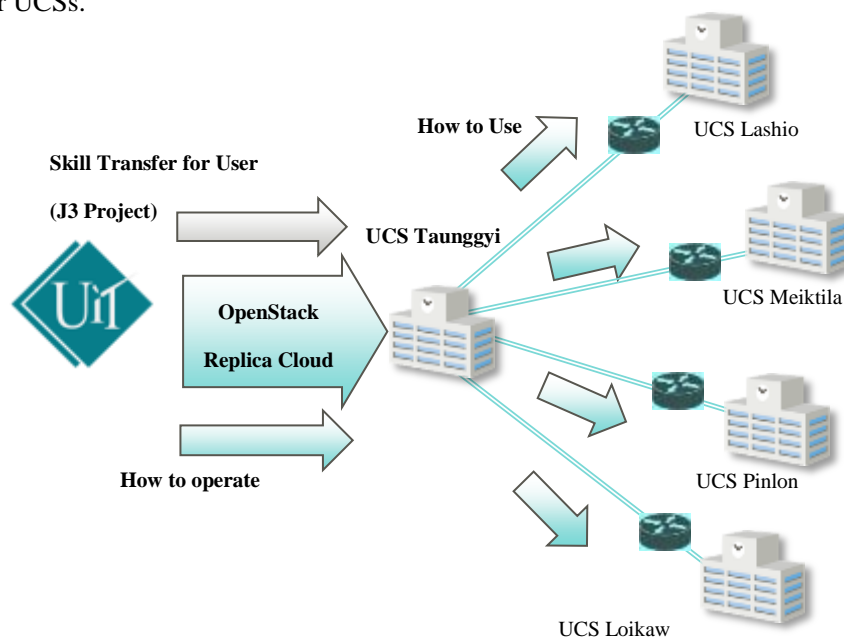 r UCSs.
How to Use
UCS Lashio
Skill Transfer for User
(J3 Project)
UCS Taunggyi
UiT
OpenStack
Replica Cloud
UCS Meiktila
How to operate
UCS Pinlon
UCS Loikaw